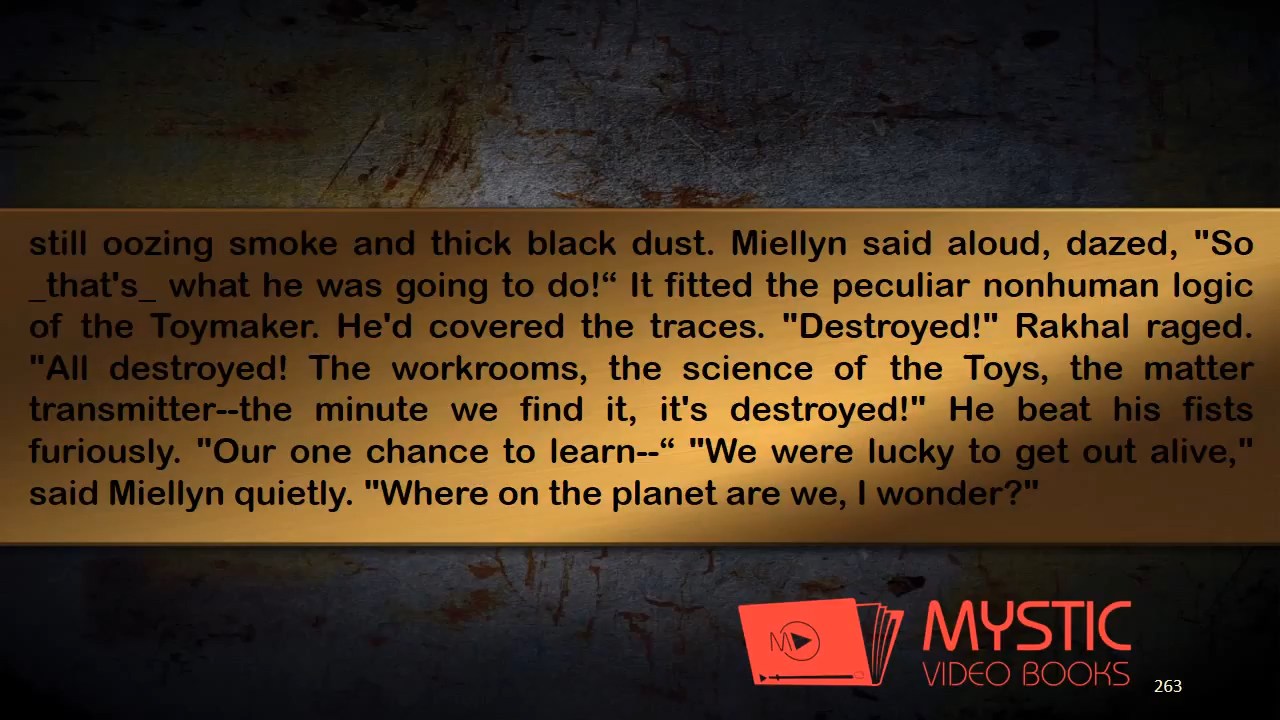 still oozing smoke and thick black dust. Miellyn said aloud, dazed, "So
_that's_ what he was going to do!“ It fitted the peculiar nonhuman logic
of the Toymaker. He'd covered the traces. "Destroyed!" Rakhal raged.
"All destroyed! The workrooms, the science of the Toys, the matter
transmitter--the minute we find it, it's destroyed!" He beat his fists
furiously. "Our one chance to learn--“ "We were lucky to get out alive,"
said Miellyn quietly. "Where on the planet are we, I wonder?"
M
MYSTIC
VIDEO BOOKS
263